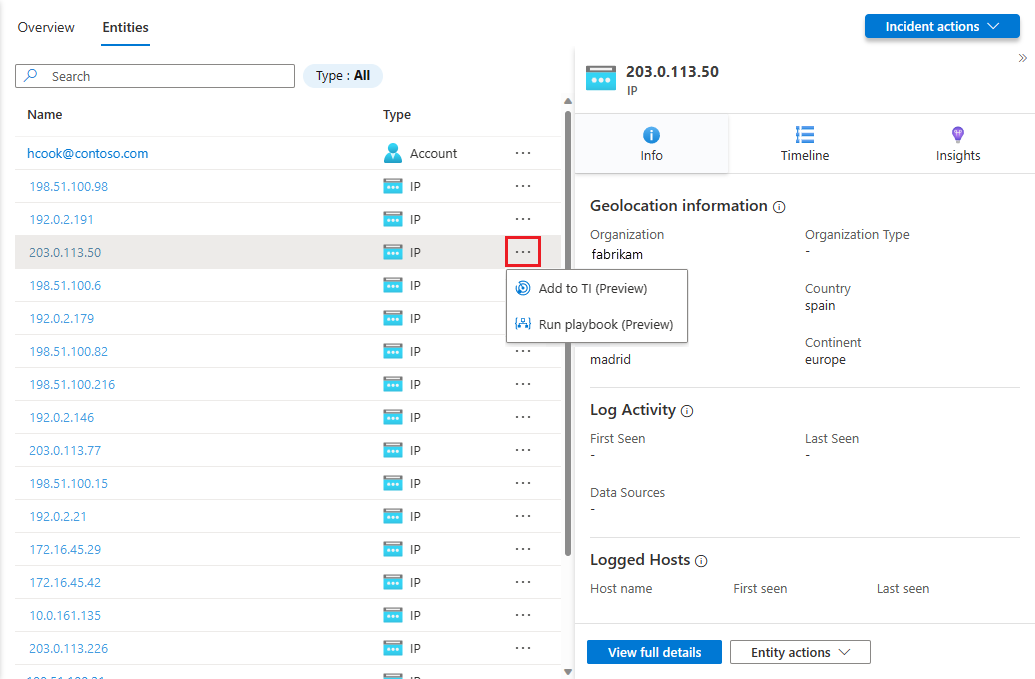 Overview Entities Incident actions
Search Type : All
Name Type
hcook@contoso.com Account ...
198.51.100.98 IP ...
192.0.2.191 IP ...
203.0.113.50 IP ...
198.51.100.6 IP
192.0.2.179 IP
198.51.100.82 IP ...
198.51.100.216 IP ...
192.0.2.146 IP ...
203.0.113.77 IP ...
198.51.100.15 IP ...
192.0.2.21 IP ...
172.16.45.29 IP ...
172.16.45.42 IP ...
10.0.161.135 IP ...
203.0.113.226 IP ...
Add to TI (Preview)
Run playbook (Preview)
203.0.113.50
IP
Info Timeline Insights
Geolocation information
Organization Organization Type
fabrikam -
Country
spain
Continent
madrid europe
Log Activity
First Seen Last Seen
- -
Data Sources
-
Logged Hosts
Host name First seen Last seen
View full details Entity actions